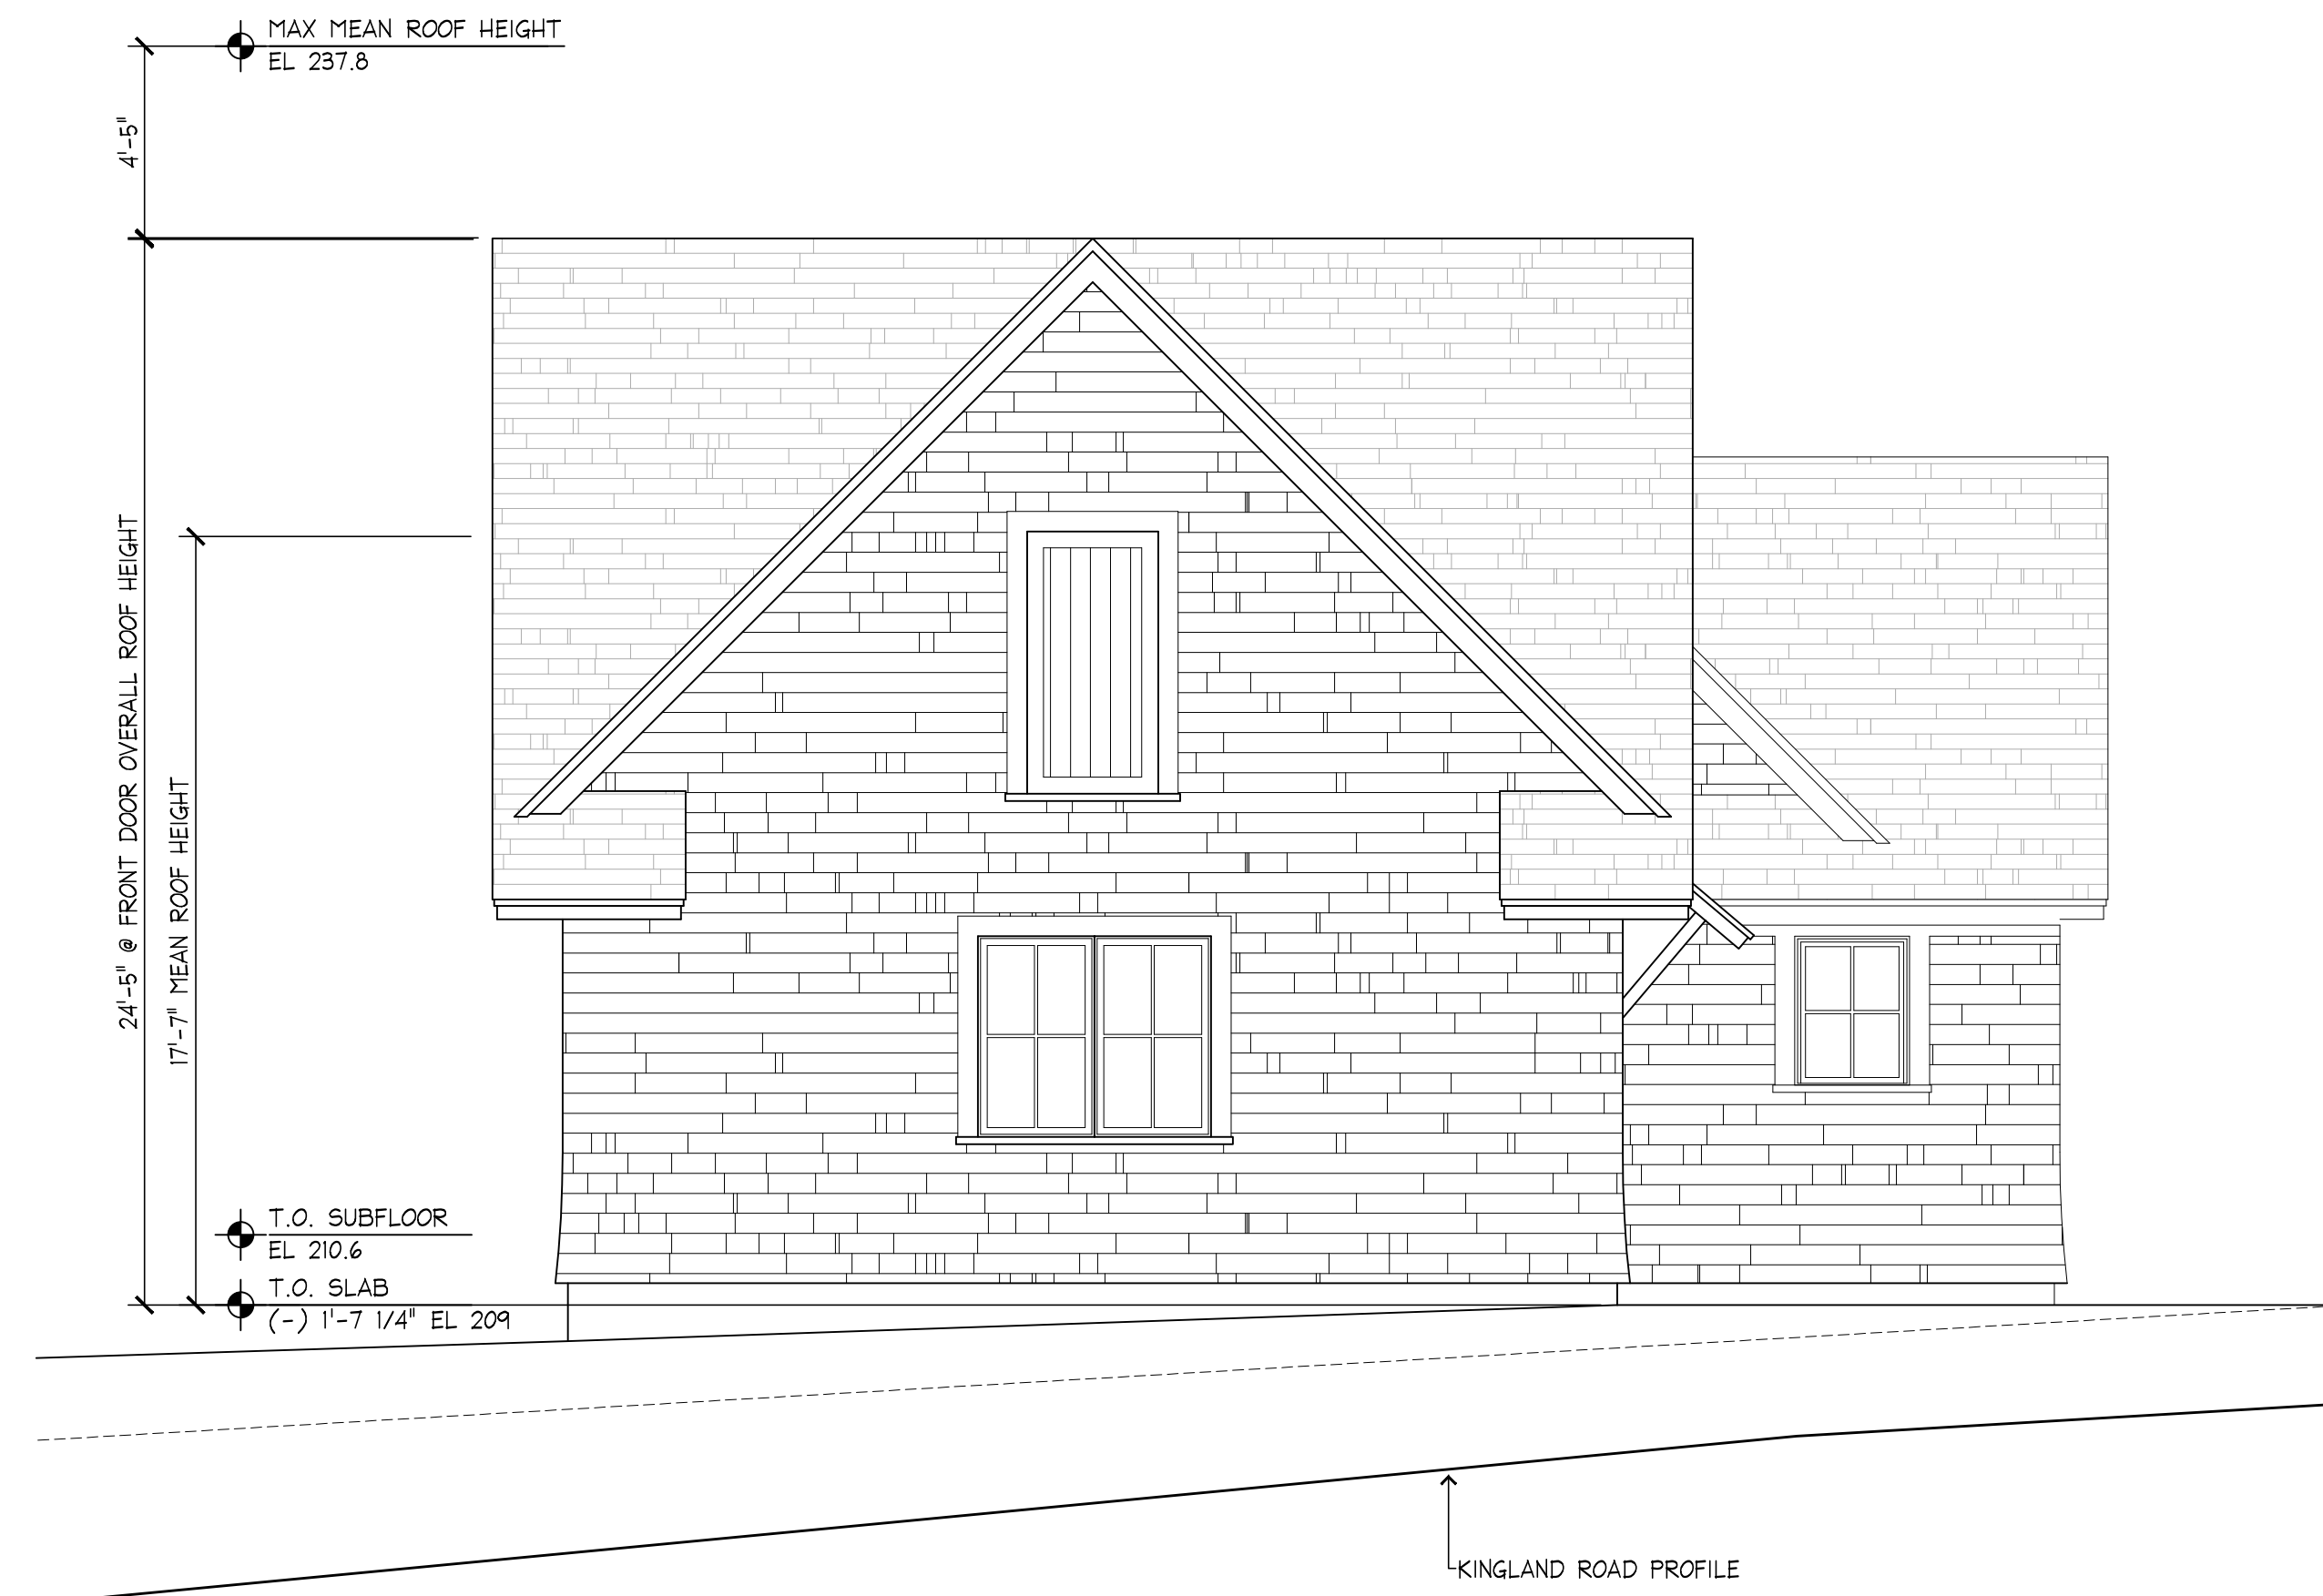 MAX MEAN ROOF HEIGHT
EL 237.8
4'-5"
24'-5" @ FRONT DOOR OVERALL ROOF HEIGHT
17'-7" MEAN ROOF HEIGHT
T.O. SUBFLOOR
EL 210.6
T.O. SLAB
(-) 1'-7 1/4" EL 209
KINGLAND ROAD PROFILE